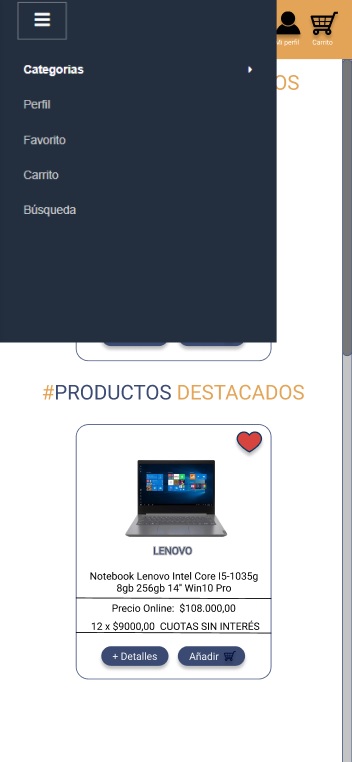 Mi perfil
Carrito
Categorias
Perfil
Favorito
Carrito
Búsqueda
OS
#PRODUCTOS DESTACADOS
LENOVO
Notebook Lenovo Intel Core I5-1035g
8gb 256gb 14" Win10 Pro
Precio Online: $108.000,00
12 x $9000,00 CUOTAS SIN INTERÉS
+ Detalles
Añadir